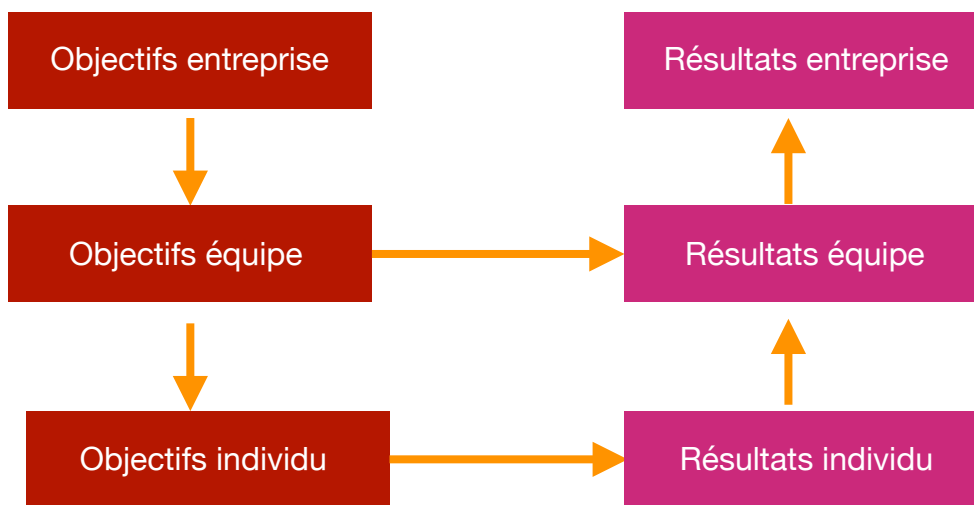 Objectifs entreprise
Résultats entreprise
Objectifs équipe
Résultats équipe
Objectifs individu
Résultats individu